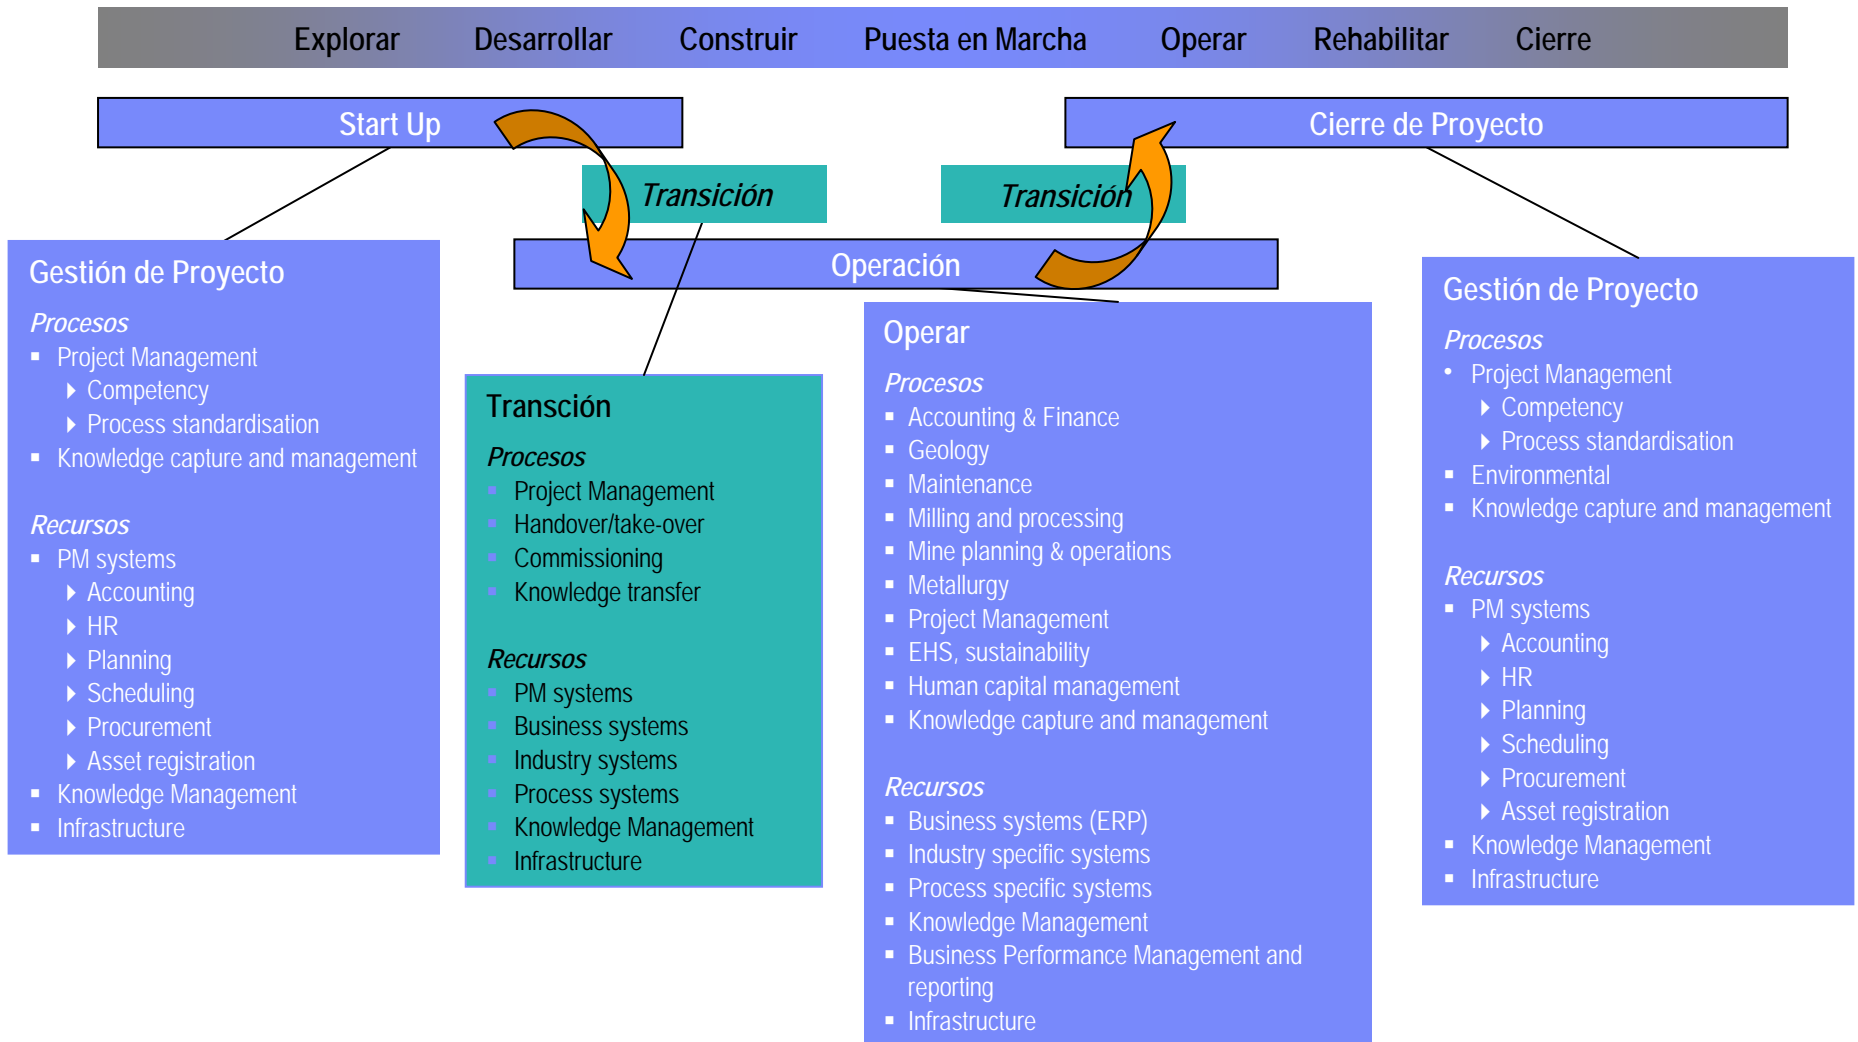 Explorar Desarrollar Construir Puesta en Marcha Operar Rehabilitar Cierre
Start Up
Cierre de Proyecto
Transición
Transición
Operación
Gestión de Proyecto
Procesos
Project Management
Competency
Process standardisation
Knowledge capture and management
Recursos
PM systems
Accounting
HR
Planning
Scheduling
Procurement
Asset registration
Knowledge Management
Infrastructure
Transción
Procesos
Project Management
Handover/take-over
Commissioning
Knowledge transfer
Recursos
PM systems
Business systems
Industry systems
Process systems
Knowledge Management
Infrastructure
Operar
Procesos
Accounting & Finance
Geology
Maintenance
Milling and processing
Mine planning & operations
Metallurgy
Project Management
EHS, sustainability
Human capital management
Knowledge capture and management
Recursos
Business systems (ERP)
Industry specific systems
Process specific systems
Knowledge Management
Business Performance Management and
reporting
Infrastructure
Gestión de Proyecto
Procesos
Project Management
Competency
Process standardisation
Environmental
Knowledge capture and management
Recursos
PM systems
Accounting
HR
Planning
Scheduling
Procurement
Asset registration
Knowledge Management
Infrastructure